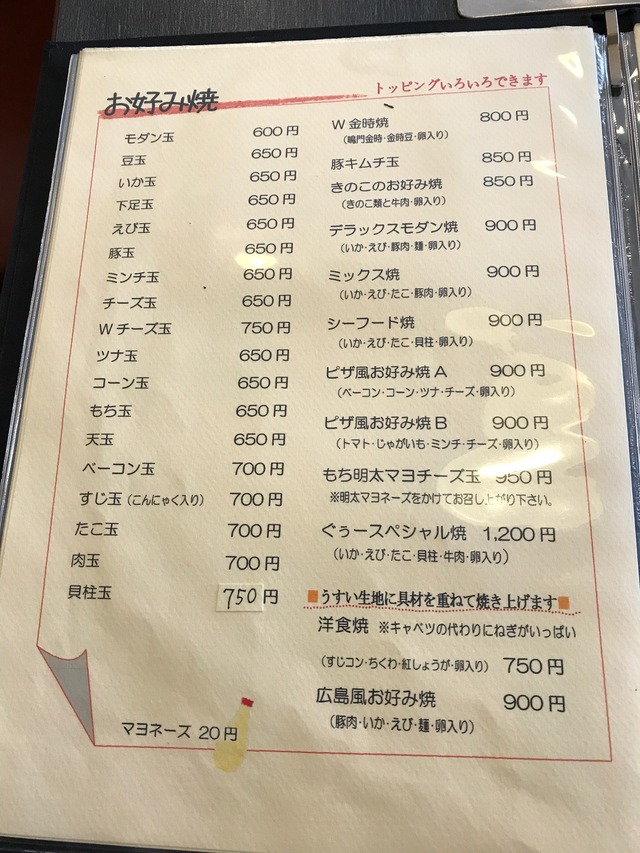 お好み焼
トッピングいろいろできます
モダン玉 600円
豆玉 650円
いか玉 650円
下足玉 650円
えび玉 650円
豚玉 650円
ミンチ玉 650円
チーズ玉 650円
Wチーズ玉 750円
ツナ玉 650円
コーン玉 650円
もち玉 650円
天玉 650円
ベーコン玉 700円
すじ玉(こんにゃく入り) 700円
たこ玉 700円
肉玉 700円
貝柱玉 750円
マヨネーズ 20円
W金時焼 800円
(鳴門金時・金時豆・卵入り)
豚キムチ玉 850円
きのこのお好み焼 850円
(きのこ類と牛肉・卵入り)
デラックスモダン焼 900円
(いか・えび・豚肉・麺・卵入り)
ミックス焼 900円
(いか・えび・たこ・豚肉・卵入り)
シーフード焼 900円
(いか・えび・たこ・貝柱・卵入り)
ピザ風お好み焼A 900円
(ベーコン・コーン・ツナ・チーズ・卵入り)
ピザ風お好み焼B 900円
(トマト・じゃがいも・ミンチ・チーズ・卵入り)
もち明太マヨチーズ玉 950円
※明太マヨネーズをかけてお召し上がり下さい。
ぐぅースペシャル焼 1,200円
(いか・えび・たこ・貝柱・牛肉・卵入り)
■うすい生地に具材を重ねて焼き上げます■
洋食焼 ※キャベツの代わりにねぎがいっぱい
(すじコン・ちくわ・紅しょうが・卵入り) 750円
広島風お好み焼 900円
(豚肉・いか・えび・麺・卵入り)